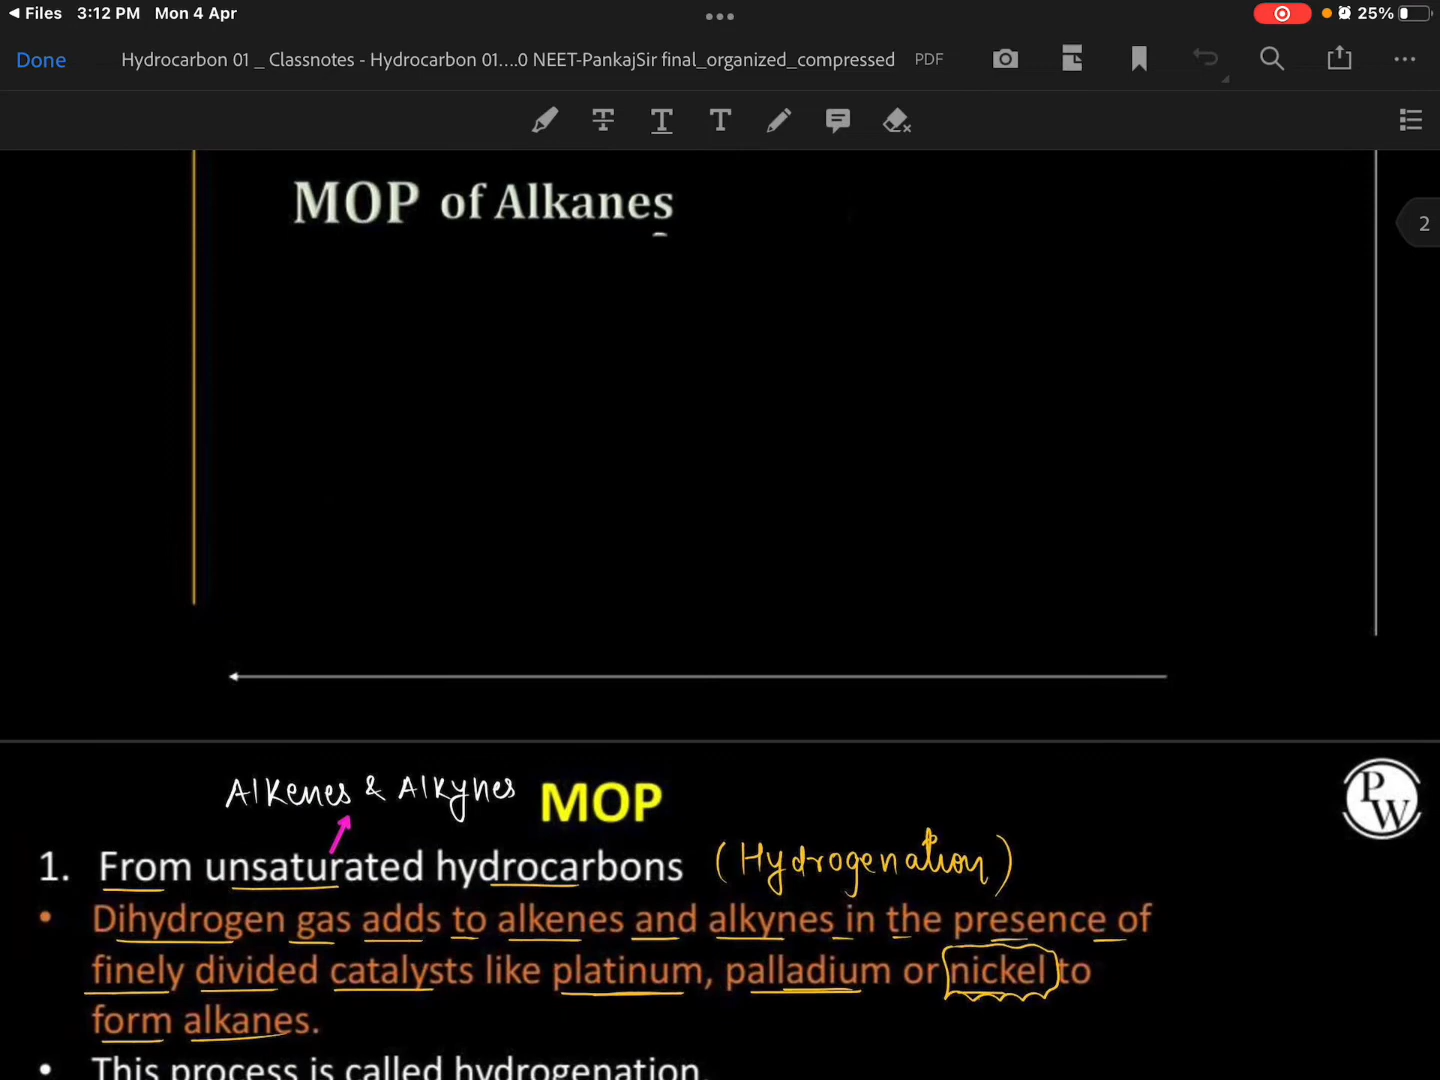 Files 3:12 PM Mon 4 Apr 25%
Done Hydrocarbon 01 _ Classnotes - Hydrocarbon 01....0 NEET-PankajSir final_organized_compressed PDF
T T T
MOP of Alkanes
2
Alkenes & Alkynes MOP
PW
1. From unsaturated hydrocarbons (Hydrogenation)
• Dihydrogen gas adds to alkenes and alkynes in the presence of
finely divided catalysts like platinum, palladium or nickel to
form alkanes.
• This process is called hydrogenation.